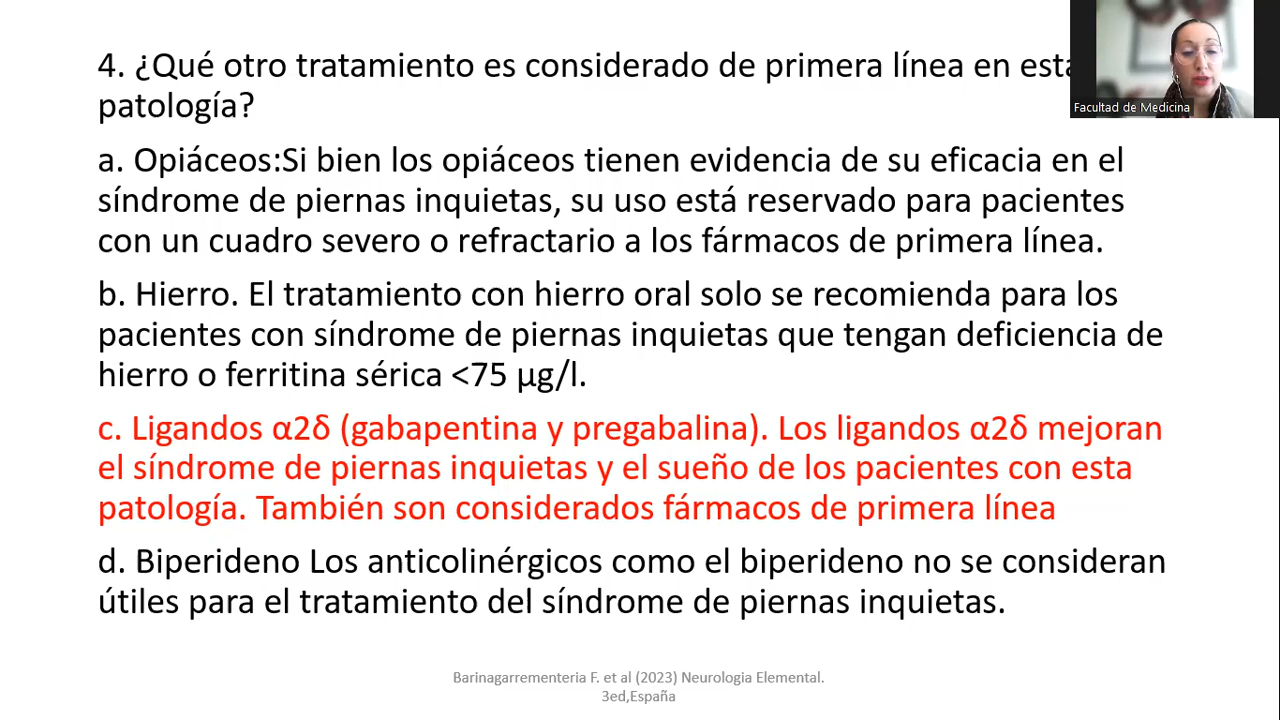 4. ¿Qué otro tratamiento es considerado de primera línea en esta
patología?
a. Opiáceos:Si bien los opiáceos tienen evidencia de su eficacia en el
síndrome de piernas inquietas, su uso está reservado para pacientes
con un cuadro severo o refractario a los fármacos de primera línea.
b. Hierro. El tratamiento con hierro oral solo se recomienda para los
pacientes con síndrome de piernas inquietas que tengan deficiencia de
hierro o ferritina sérica <75 µg/l.
c. Ligandos α2δ (gabapentina y pregabalina). Los ligandos α2δ mejoran
el síndrome de piernas inquietas y el sueño de los pacientes con esta
patología. También son considerados fármacos de primera línea
d. Biperideno Los anticolinérgicos como el biperideno no se consideran
útiles para el tratamiento del síndrome de piernas inquietas.
Barinagarrementeria F. et al (2023) Neurologia Elemental.
3ed,España
Facultad de Medicina